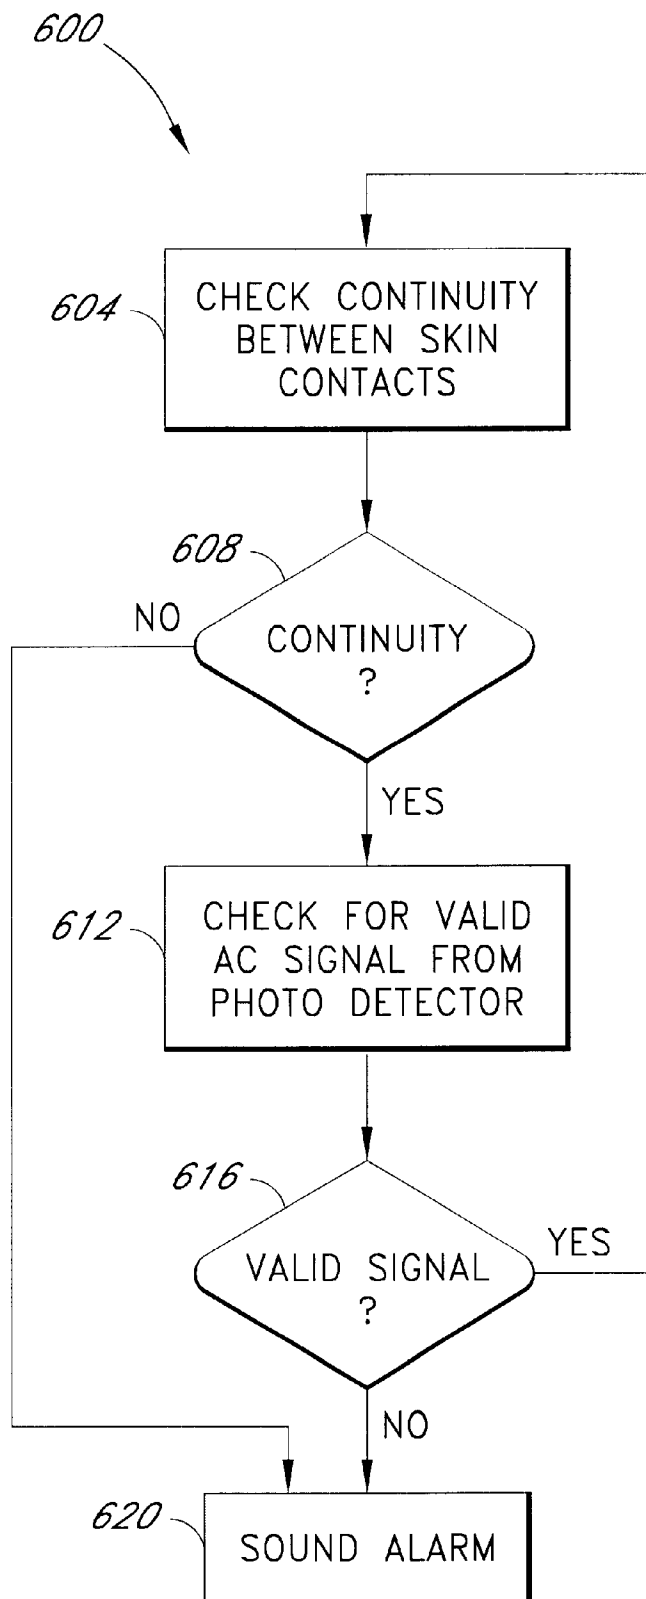 600
604
CHECK CONTINUITY
BETWEEN SKIN
CONTACTS
608
NO
CONTINUITY
?
YES
612
CHECK FOR VALID
AC SIGNAL FROM
PHOTO DETECTOR
616
YES
VALID SIGNAL
?
NO
620
SOUND ALARM